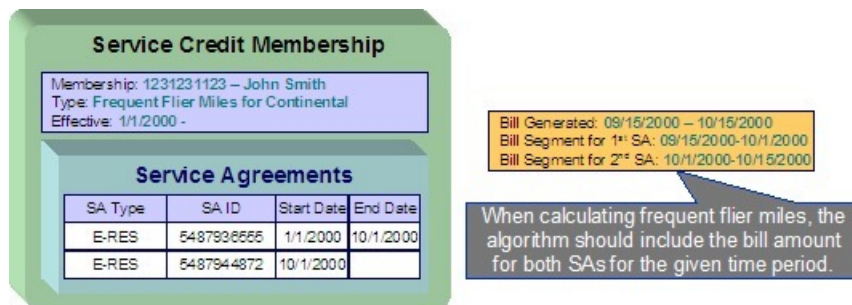 Service Credit Membership
Membership: 1231231123 – John Smith
Type: Frequent Flier Miles for Continental
Effective: 1/1/2000 -
Service Agreements
SA Type SA ID Start Date End Date
E-RES 5487936555 1/1/2000 10/1/2000
E-RES 5487944872 10/1/2000
Bill Generated: 09/15/2000 – 10/15/2000
Bill Segment for 1st SA: 09/15/2000-10/1/2000
Bill Segment for 2nd SA: 10/1/2000-10/15/2000
When calculating frequent flier miles, the
algorithm should include the bill amount
for both SAs for the given time period.